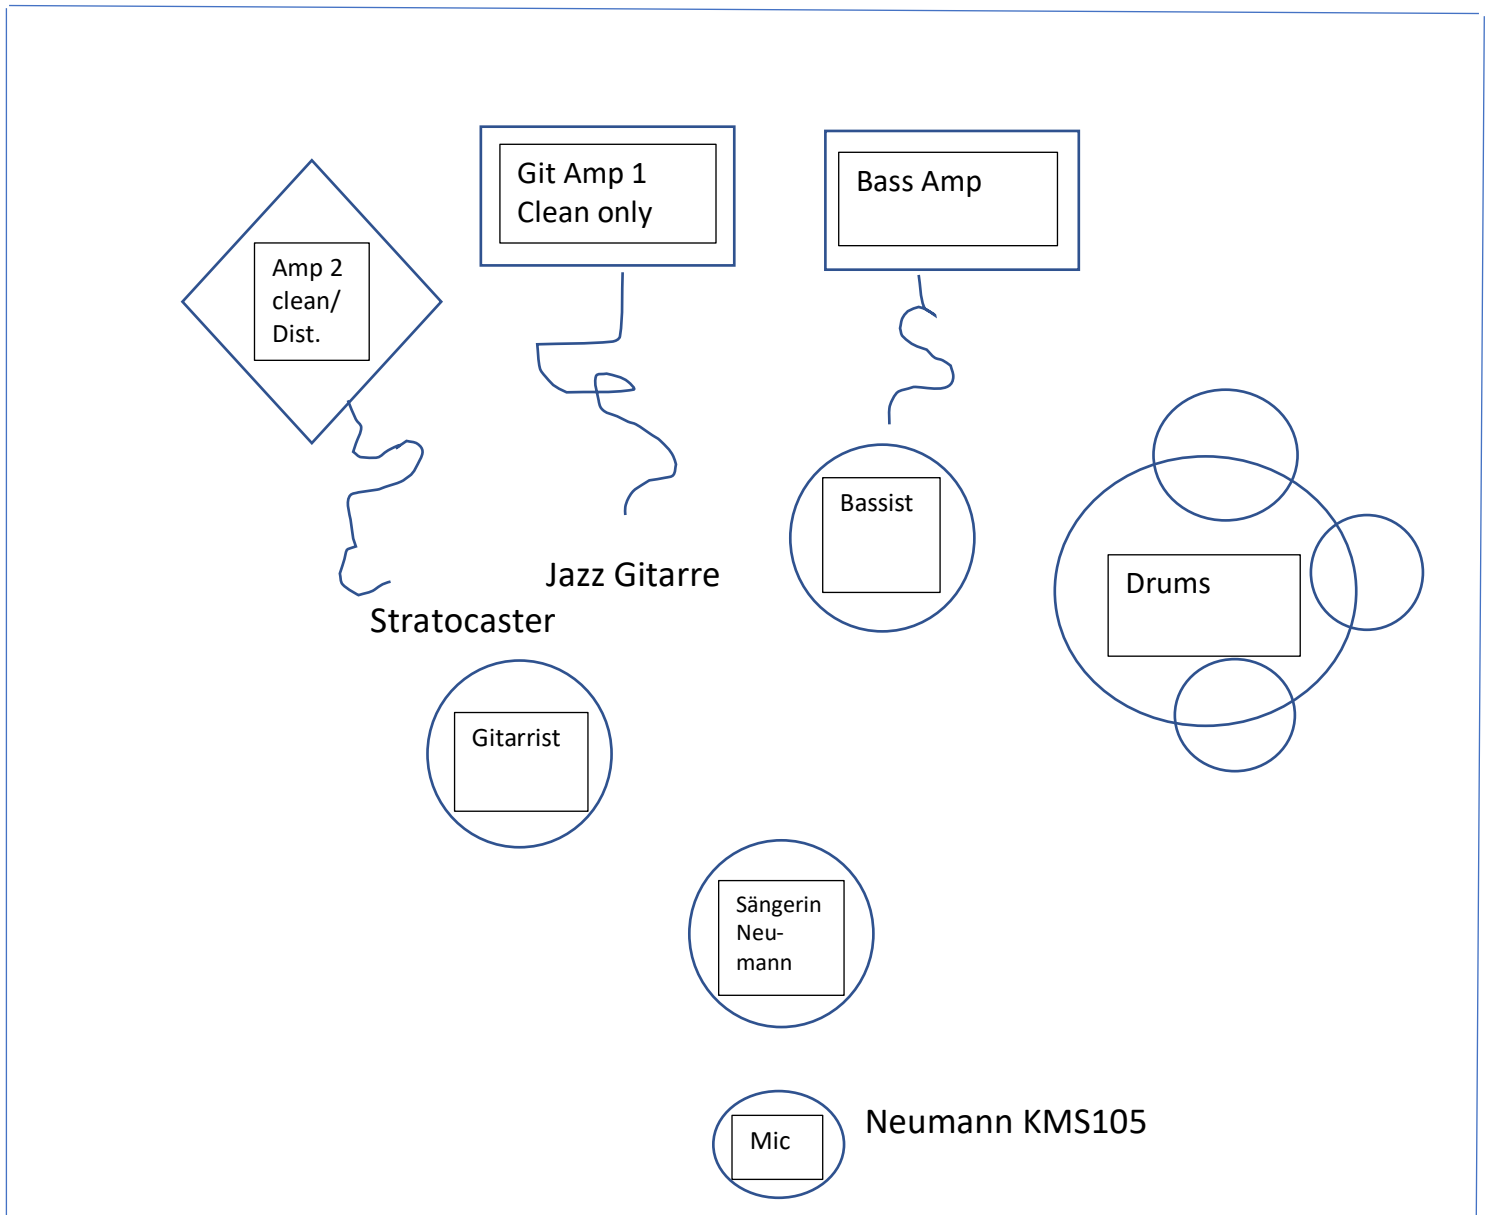 Git Amp 1
Clean only
Bass Amp
Amp 2
clean/
Dist.
Bassist
Jazz Gitarre
Drums
Stratocaster
Gitarrist
Sängerin
Neu-
mann
Neumann KMS105
Mic